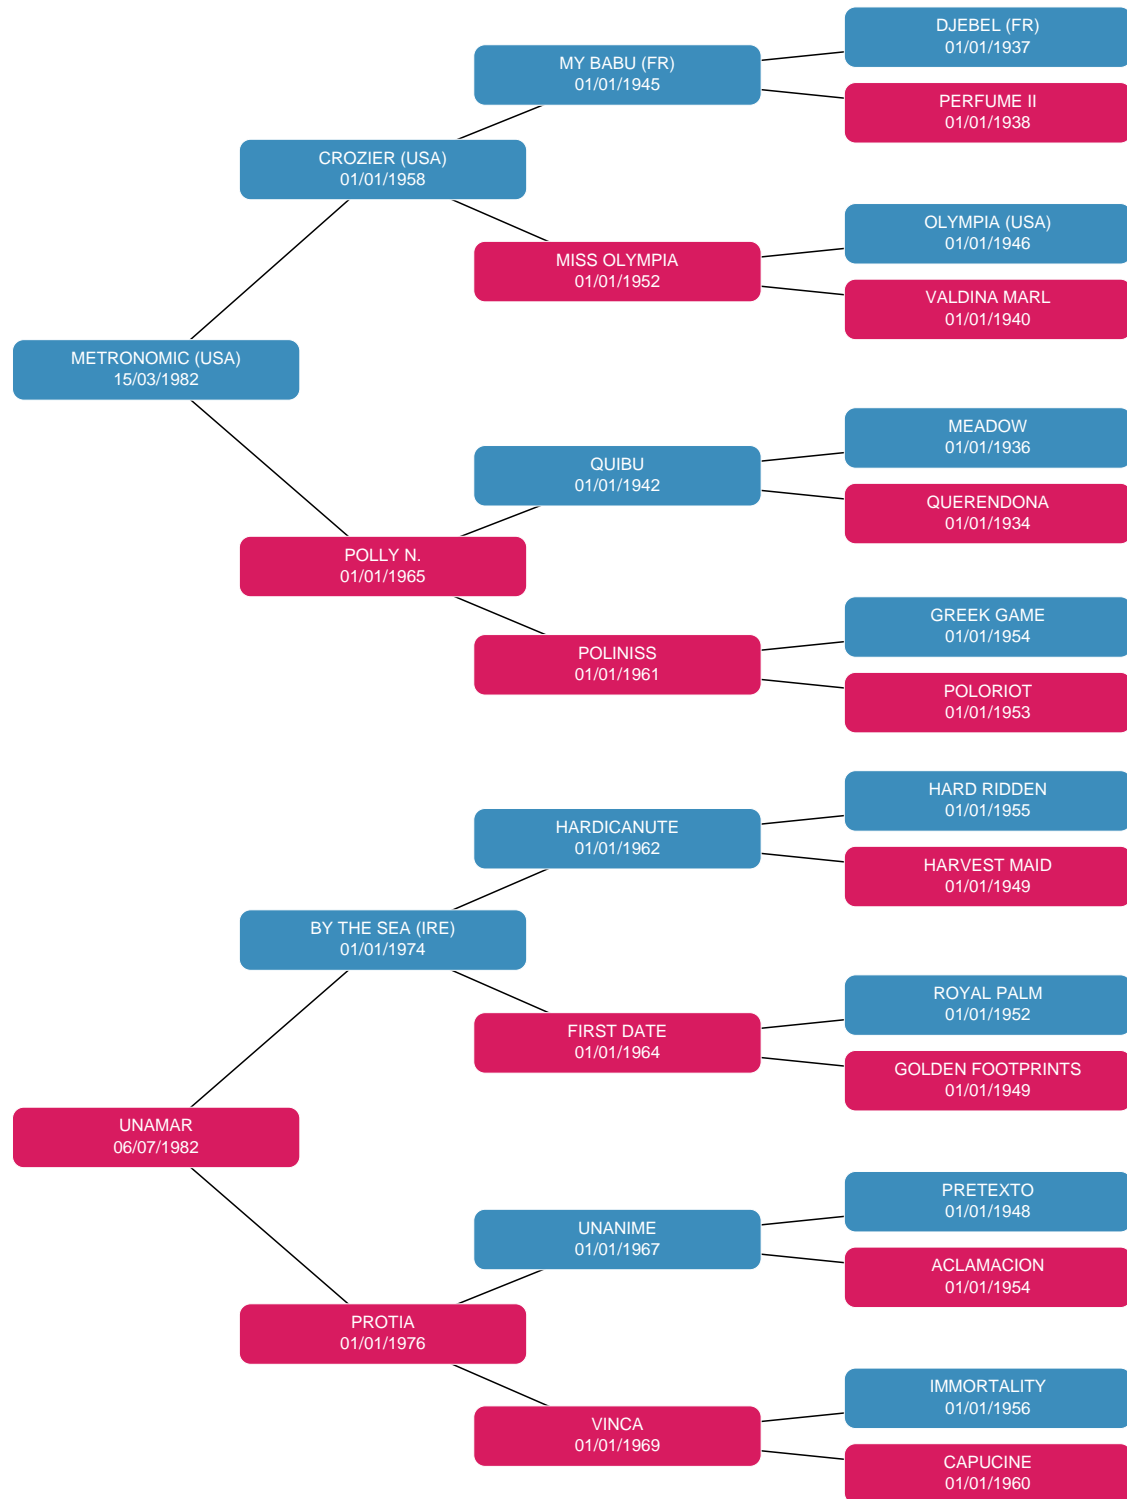 DJEBEL (FR)
01/01/1937
MY BABU (FR)
01/01/1945
PERFUME II
01/01/1938
CROZIER (USA)
01/01/1958
OLYMPIA (USA)
01/01/1946
MISS OLYMPIA
01/01/1952
VALDINA MARL
01/01/1940
METRONOMIC (USA)
15/03/1982
MEADOW
01/01/1936
QUIBU
01/01/1942
QUERENDONA
01/01/1934
POLLY N.
01/01/1965
GREEK GAME
01/01/1954
POLINISS
01/01/1961
POLORIOT
01/01/1953
HARD RIDDEN
01/01/1955
HARDICANUTE
01/01/1962
HARVEST MAID
01/01/1949
BY THE SEA (IRE)
01/01/1974
ROYAL PALM
01/01/1952
FIRST DATE
01/01/1964
GOLDEN FOOTPRINTS
01/01/1949
UNAMAR
06/07/1982
PRETEXTO
01/01/1948
UNANIME
01/01/1967
ACLAMACION
01/01/1954
PROTIA
01/01/1976
IMMORTALITY
01/01/1956
VINCA
01/01/1969
CAPUCINE
01/01/1960